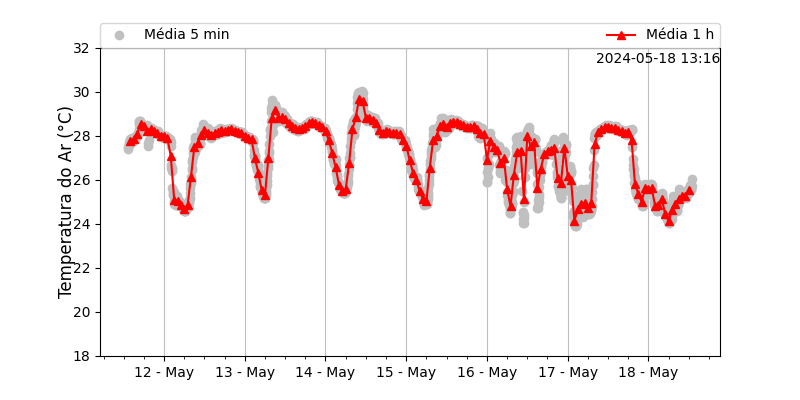 Média 5 min
Média 1 h
2024-05-18 13:16
Temperatura do Ar (°C)
32
30
28
26
24
22
20
18
12 - May
13 - May
14 - May
15 - May
16 - May
17 - May
18 - May